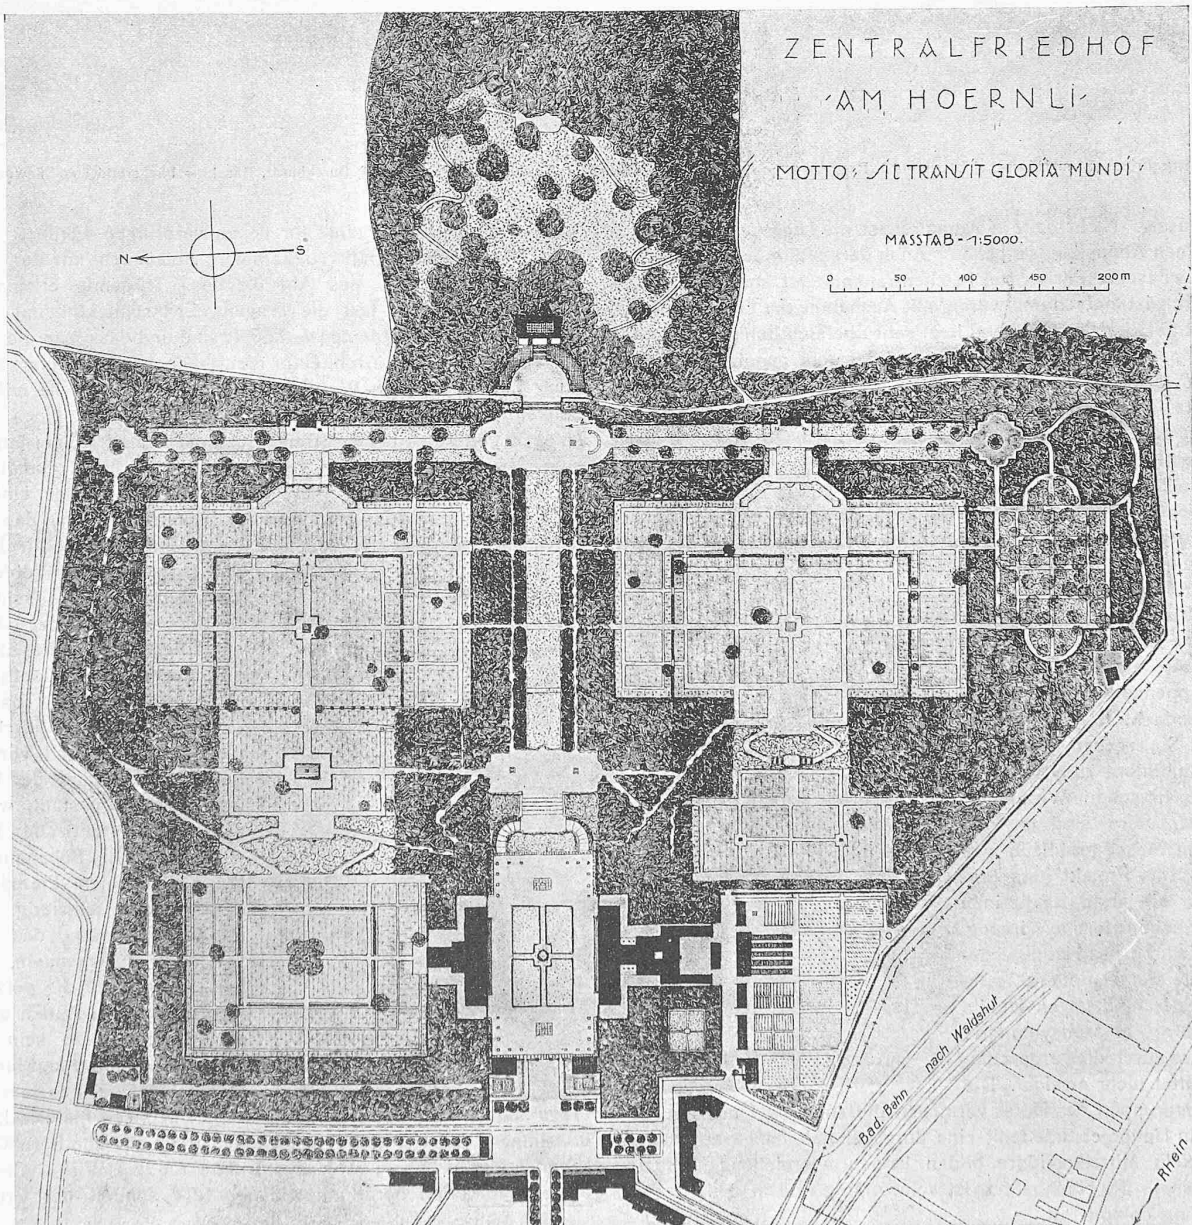 ZENTRALFRIEDHOF
·AM HOERNLI·
MOTTO: SIC TRANSIT GLORIA MUNDI·
MASSTAB - 1:5000.
0 50 100 150 200 m
N S
Bad. Bahn nach Waldshut
Rhein